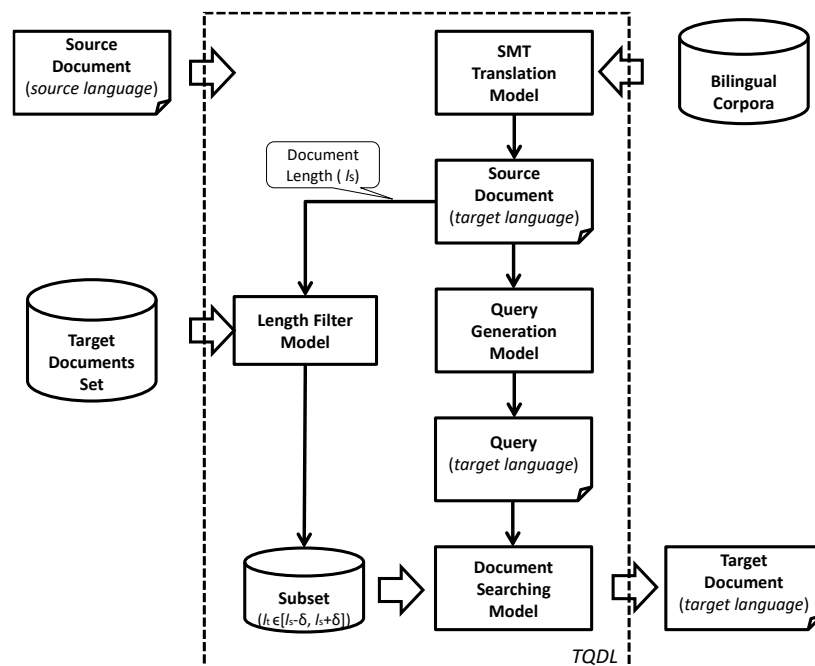 Source
Document
(source language)
SMT
Translation
Model
Bilingual
Corpora
Document
Length ( ls)
Source
Document
(target language)
Target
Documents
Set
Length Filter
Model
Query
Generation
Model
Query
(target language)
Subset
(lt ϵ[ls-δ, ls+δ])
Document
Searching
Model
Target
Document
(target language)
TQDL